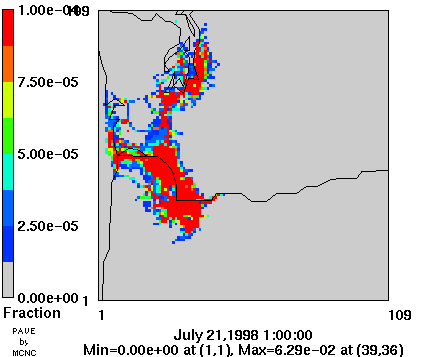 1.00e-04
109
7.50e-05
5.00e-05
2.50e-05
0.00e+00
1
Fraction
1
109
PAVE
by
MCNC
July 21,1998 1:00:00
Min=0.00e+00 at (1,1), Max=6.29e-02 at (39,36)